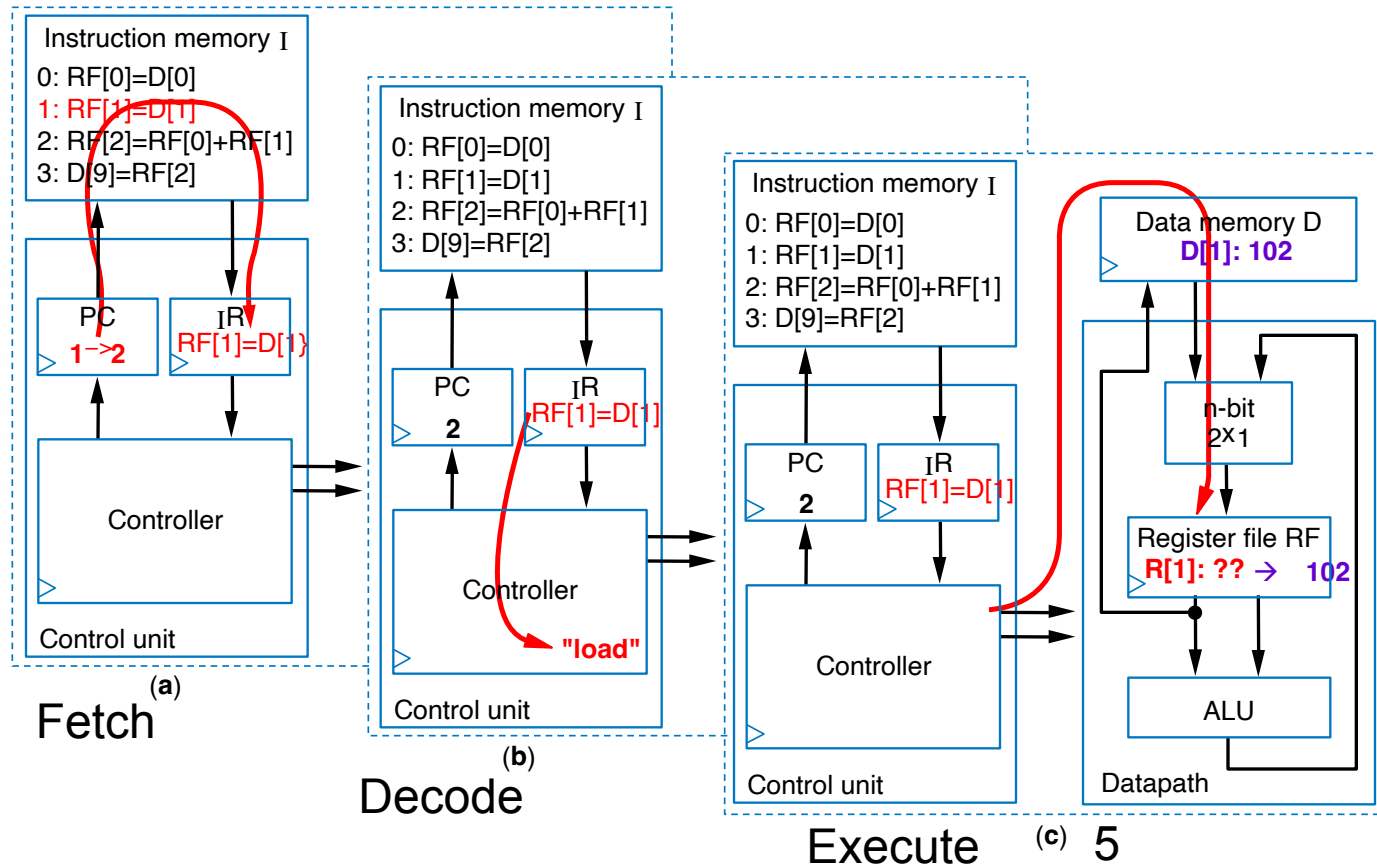 Instruction memory I
0: RF[0]=D[0]
1: RF[1]=D[1]
2: RF[2]=RF[0]+RF[1]
3: D[9]=RF[2]
PC
1->2
IR
RF[1]=D[1}
Controller
Control unit
(a)
Fetch
Instruction memory I
0: RF[0]=D[0]
1: RF[1]=D[1]
2: RF[2]=RF[0]+RF[1]
3: D[9]=RF[2]
PC
2
IR
RF[1]=D[1]
Controller
"load"
Control unit
(b)
Decode
Instruction memory I
0: RF[0]=D[0]
1: RF[1]=D[1]
2: RF[2]=RF[0]+RF[1]
3: D[9]=RF[2]
PC
2
IR
RF[1]=D[1]
Controller
Control unit
Data memory D
D[1]: 102
n-bit
2x1
Register file RF
R[1]: ?? → 102
ALU
Datapath
Execute
(c)
5